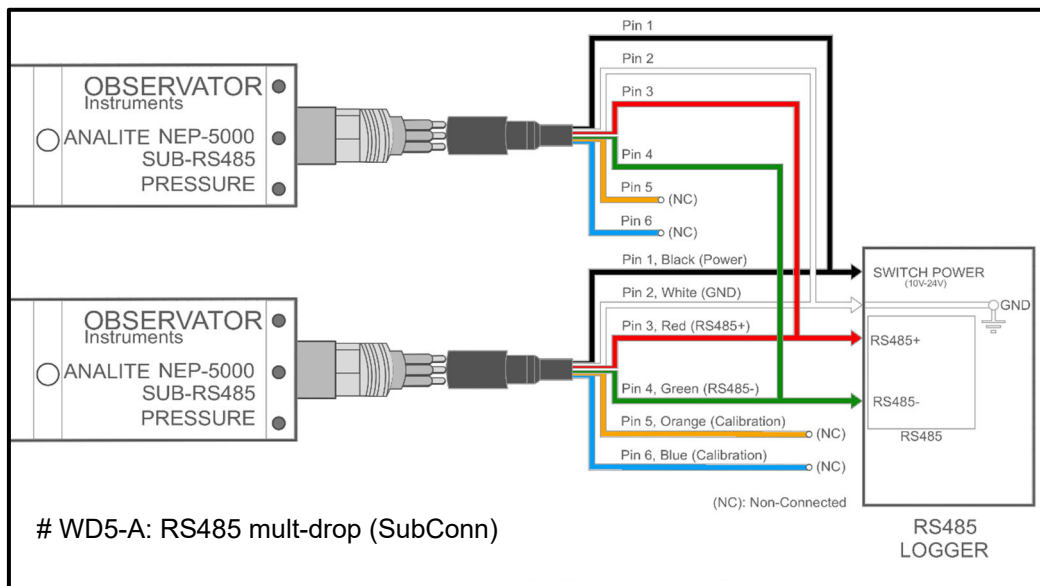 Pin 1
Pin 2
Pin 3
Pin 4
Pin 5
(NC)
Pin 6
(NC)
OBSERVATOR
Instruments
ANALITE NEP-5000
SUB-RS485
PRESSURE
Pin 1, Black (Power)
Pin 2, White (GND)
Pin 3, Red (RS485+)
Pin 4, Green (RS485-)
Pin 5, Orange (Calibration)
(NC)
Pin 6, Blue (Calibration)
(NC)
OBSERVATOR
Instruments
ANALITE NEP-5000
SUB-RS485
PRESSURE
SWITCH POWER
(10V-24V)
GND
RS485+
RS485-
RS485
(NC): Non-Connected
RS485
LOGGER
# WD5-A: RS485 mult-drop (SubConn)